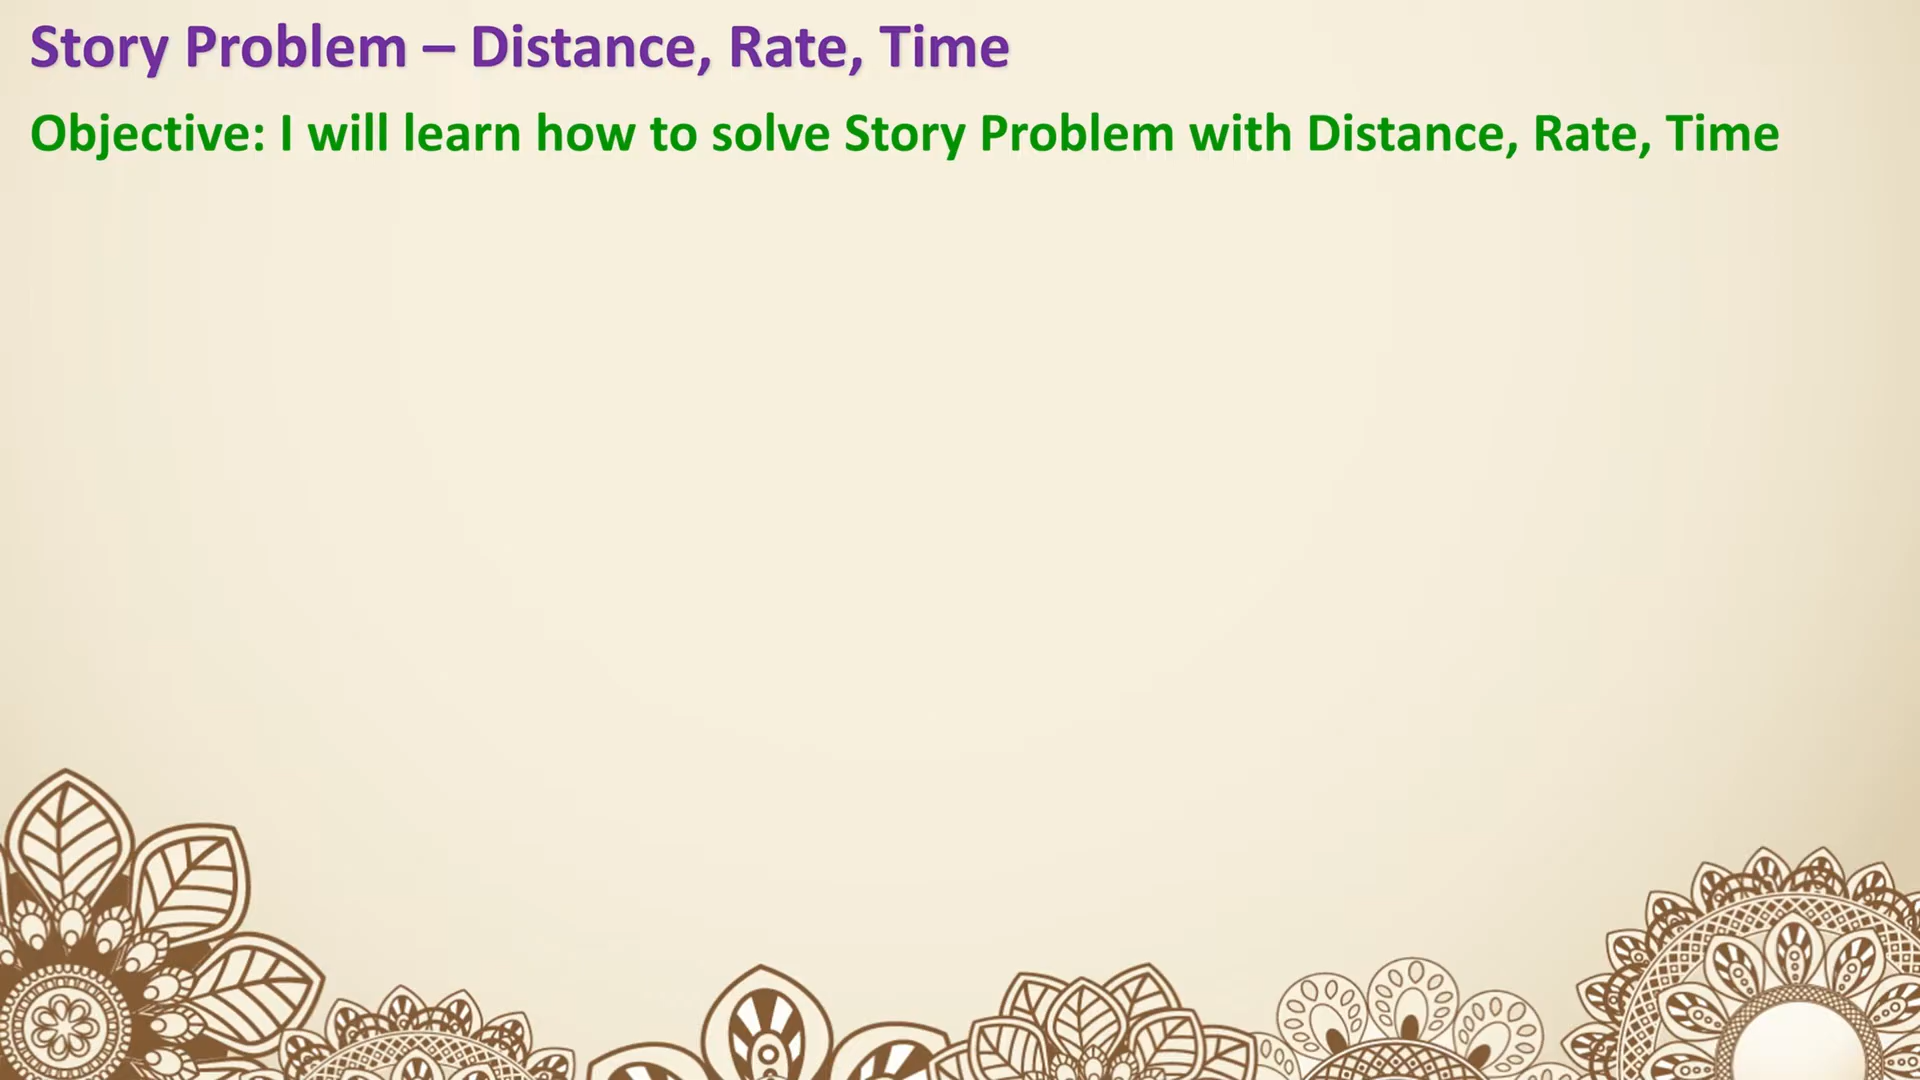 Story Problem – Distance, Rate, Time
Objective: I will learn how to solve Story Problem with Distance, Rate, Time